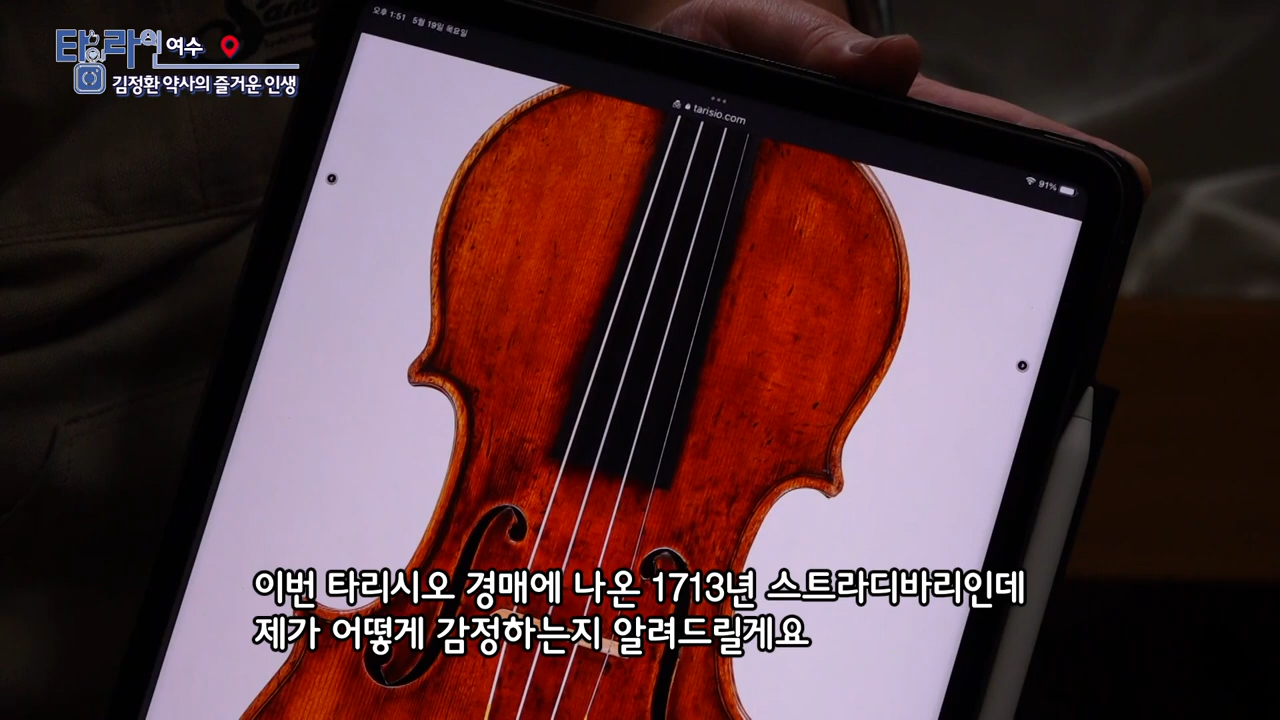 오후 1:51 5월 19일 목요일
타라의 여수
김정환 약사의 즐거운 인생
tarisio.com
91%
이번 타리시오 경매에 나온 1713년 스트라디바리인데
제가 어떻게 감정하는지 알려드릴게요